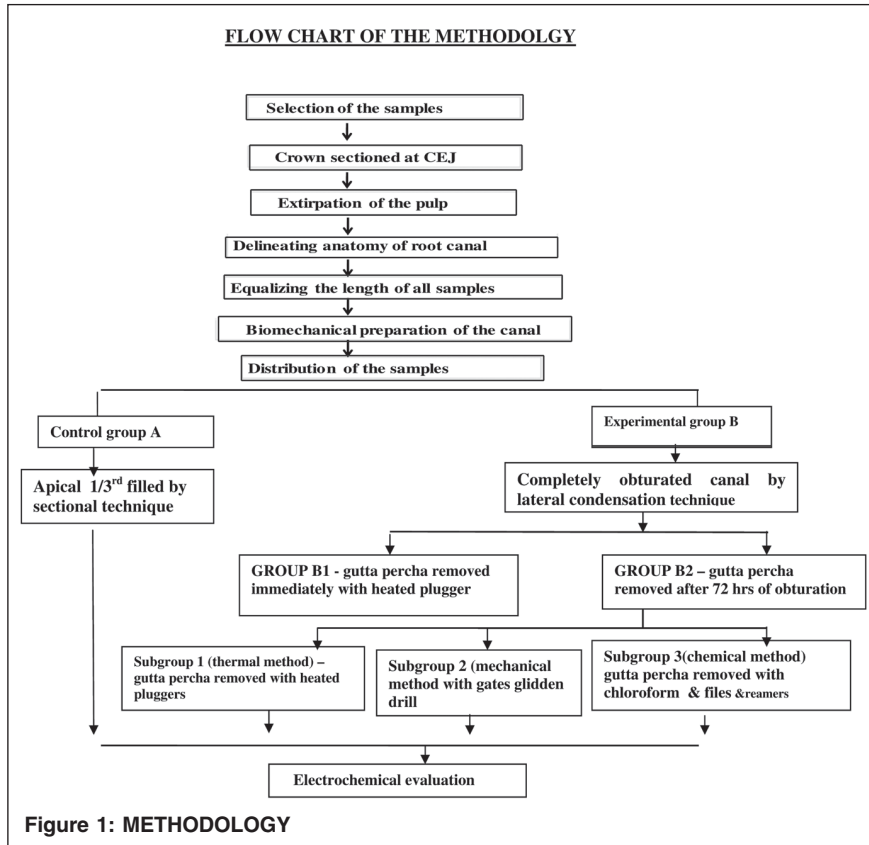 FLOW CHART OF THE METHODOLGY
Selection of the samples
Crown sectioned at CEJ
Extirpation of the pulp
Delineating anatomy of root canal
Equalizing the length of all samples
Biomechanical preparation of the canal
Distribution of the samples
Control group A
Experimental group B
Apical 1/3rd filled by
sectional technique
Completely obturated canal by
lateral condensation technique
GROUP B1 - gutta percha removed
immediately with heated plugger
GROUP B2 – gutta percha
removed after 72 hrs of obturation
Subgroup 1 (thermal method) –
gutta percha removed with heated
pluggers
Subgroup 2 (mechanical
method with gates glidden
drill
Subgroup 3(chemical method)
gutta percha removed with
chloroform & files &reamers
Electrochemical evaluation
Figure 1: METHODOLOGY